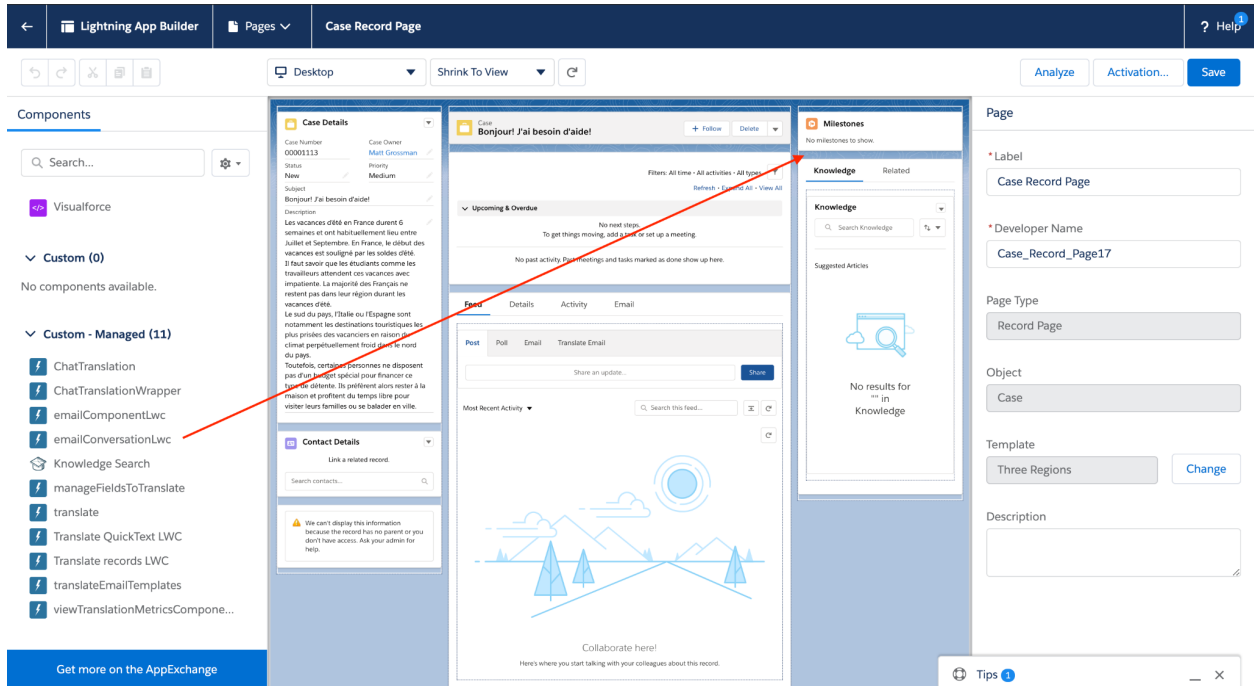 Lightning App Builder
Pages
Case Record Page
? Help
1
Desktop
Shrink To View
Analyze
Activation...
Save
Components
Search...
Visualforce
Custom (0)
No components available.
Custom - Managed (11)
ChatTranslation
ChatTranslationWrapper
emailComponentLwc
emailConversationLwc
Knowledge Search
manageFieldsToTranslate
translate
Translate QuickText LWC
Translate records LWC
translateEmailTemplates
viewTranslationMetricsCompone...
Get more on the AppExchange
Case Details
Case Number
Case Owner
00001113
Matt Grossman
Status
Priority
New
Medium
Subject
Bonjour! J'ai besoin d'aide!
Description
Les vacances d'été en France durent 6
semaines et ont habituellement lieu entre
Juillet et Septembre. En France, le début des
vacances est souligné par les soldes d'été.
Il faut savoir que les étudiants comme les
travailleurs attendent ces vacances avec
impatiente. La majorité des Français ne
restent pas dans leur région durant les
vacances d'été.
Le sud du pays, l'Italie ou l'Espagne sont
notamment les destinations touristiques les
plus prisées des vacanciers en raison du
climat perpétuellement froid dans le nord
du pays.
Toutefois, certaines personnes ne disposent
pas d'un budget spécial pour financer ce
type de détente. Ils préfèrent alors rester à la
maison et profitent du temps libre pour
visiter leurs familles ou se balader en ville.
Contact Details
Link a related record.
Search contacts...
We can't display this information
because the record has no parent or you
don't have access. Ask your admin for
help.
Case
Bonjour! J'ai besoin d'aide!
+ Follow
Delete
Filters: All time • All activities • All types
Refresh • Expand All • View All
Upcoming & Overdue
No next steps.
To get things moving, add a task or set up a meeting.
No past activity. Past meetings and tasks marked as done show up here.
Feed
Details
Activity
Email
Post
Poll
Email
Translate Email
Share an update...
Share
Most Recent Activity
Search this feed...
Collaborate here!
Here's where you start talking with your colleagues about this record.
Milestones
No milestones to show.
Knowledge
Related
Knowledge
Search Knowledge
Suggested Articles
No results for
"" in
Knowledge
Page
*Label
Case Record Page
*Developer Name
Case_Record_Page17
Page Type
Record Page
Object
Case
Template
Three Regions
Change
Description
Tips 1